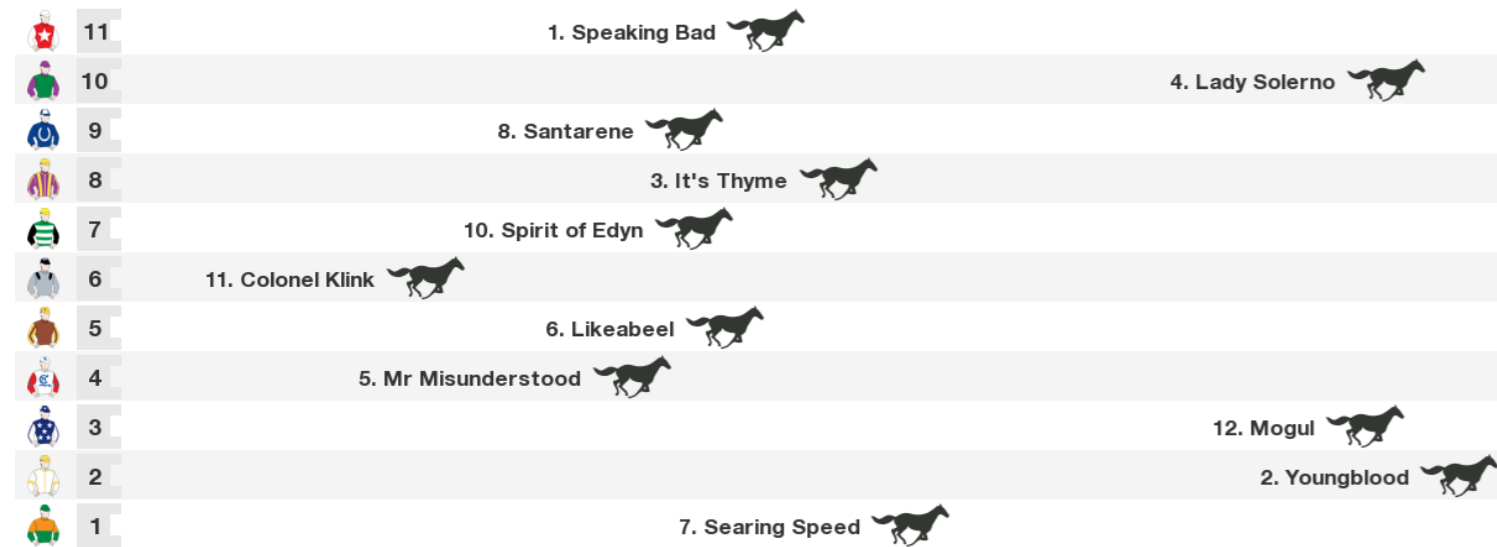 11 1. Speaking Bad
10 4. Lady Solerno
9 8. Santarene
8 3. It's Thyme
7 10. Spirit of Edyn
6 11. Colonel Klink
5 6. Likeabeel
4 5. Mr Misunderstood
3 12. Mogul
2 2. Youngblood
1 7. Searing Speed